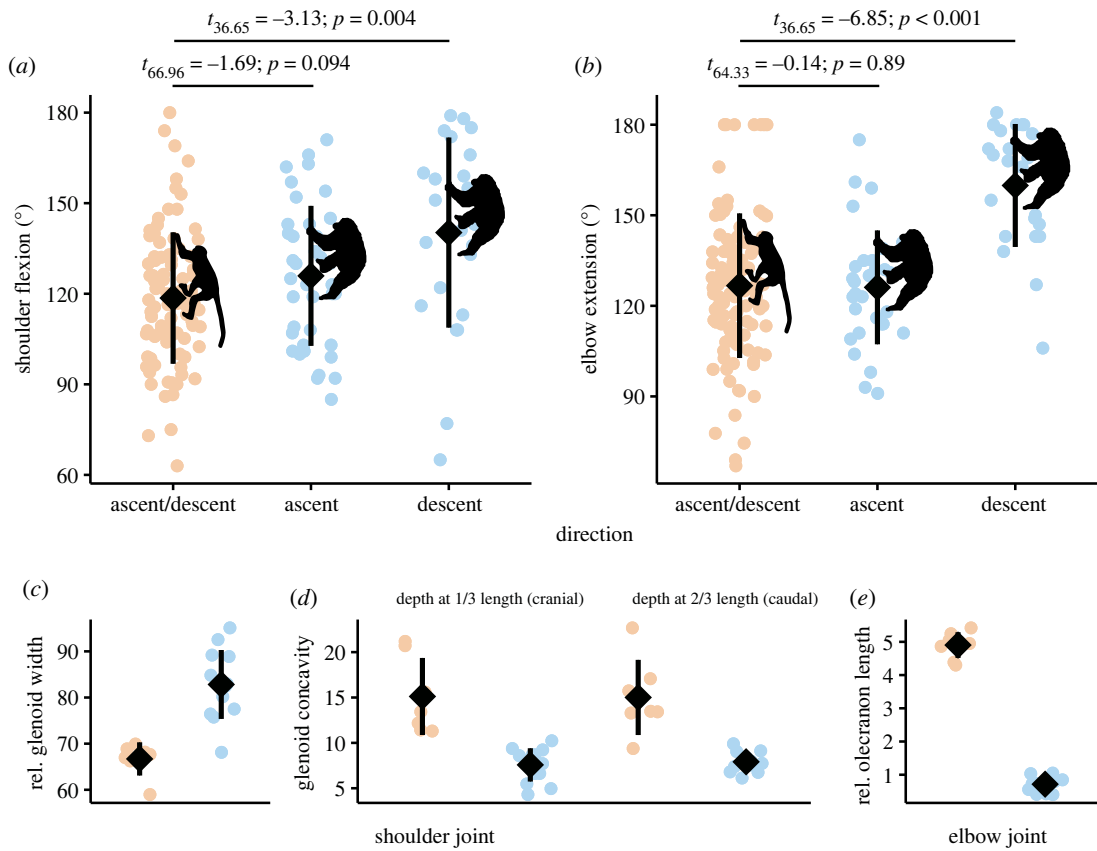 t36.65 = –3.13; p = 0.004
t36.65 = –6.85; p < 0.001
(a)
t66.96 = –1.69; p = 0.094
(b)
t64.33 = –0.14; p = 0.89
shoulder flexion (°)
180
150
120
90
60
ascent/descent
ascent
descent
elbow extension (°)
180
150
120
90
ascent/descent
ascent
descent
direction
(c)
rel. glenoid width
90
80
70
60
(d)
depth at 1/3 length (cranial)
depth at 2/3 length (caudal)
glenoid concavity
20
15
10
5
(e)
rel. olecranon length
5
4
3
2
1
shoulder joint
elbow joint